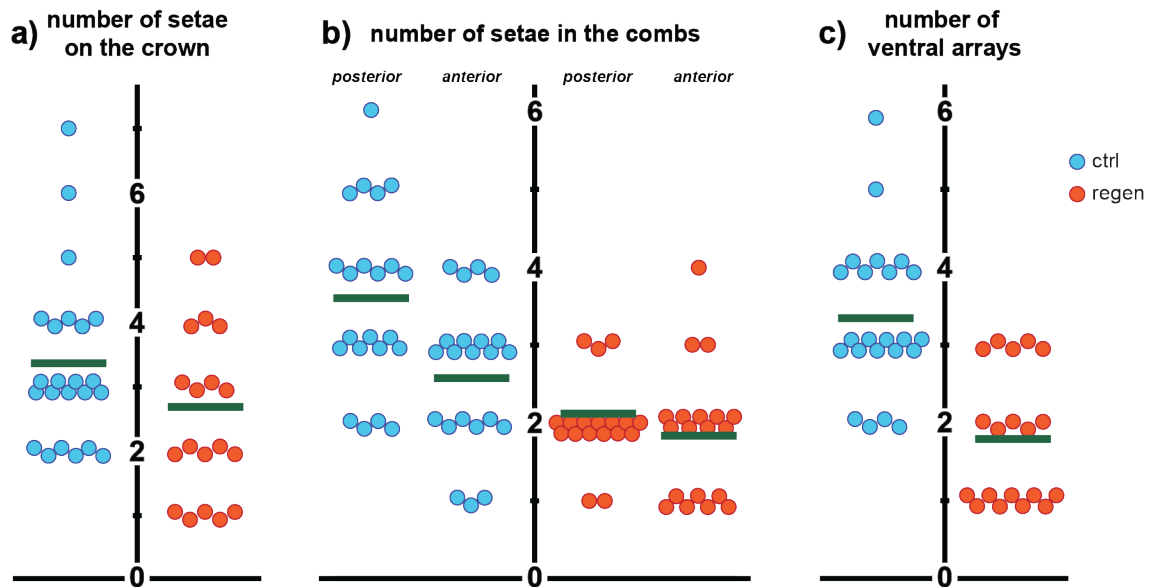 a) number of setae
on the crown
6
4
2
0
b) number of setae in the combs
posterior anterior posterior anterior
6
4
2
0
c) number of
ventral arrays
6
4
2
0
ctrl
regen